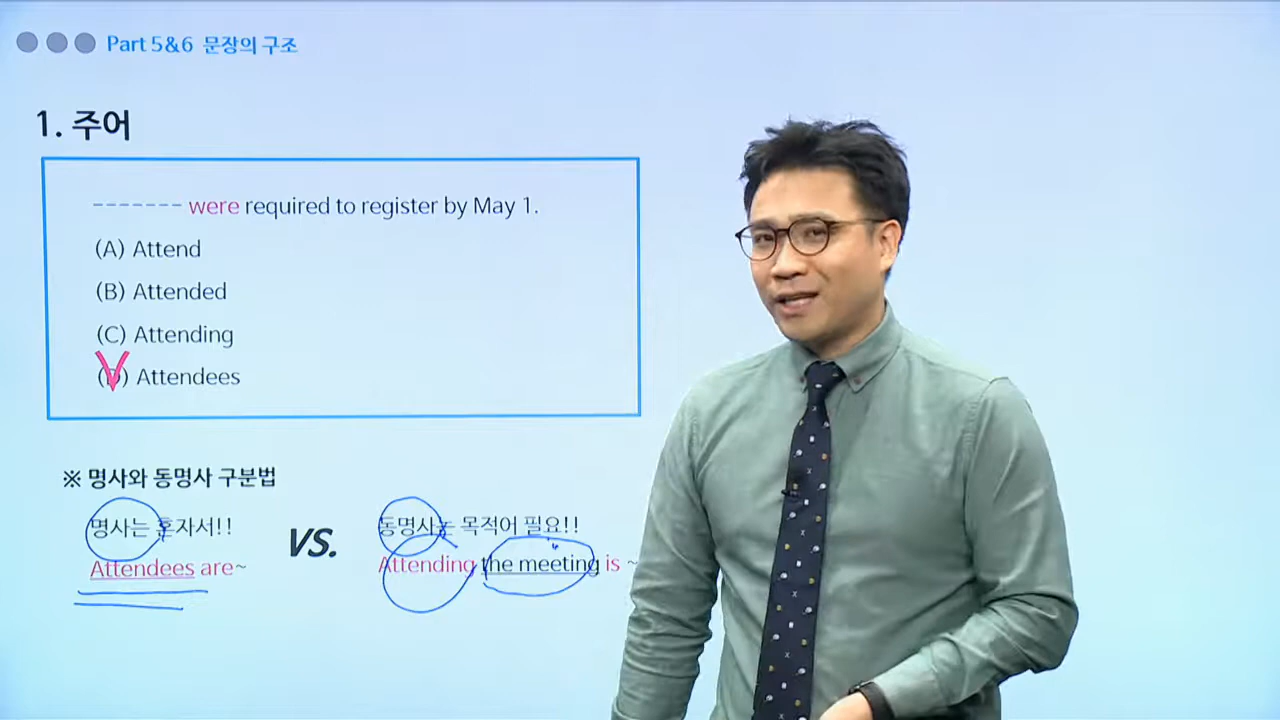 Part 5&6 문장의 구조
1. 주어
------- were required to register by May 1.
(A) Attend
(B) Attended
(C) Attending
(D) Attendees
※ 명사와 동명사 구분법
명사는 혼자서!! VS. 동명사는 목적어 필요!!
Attendees are~ Attending the meeting is ~